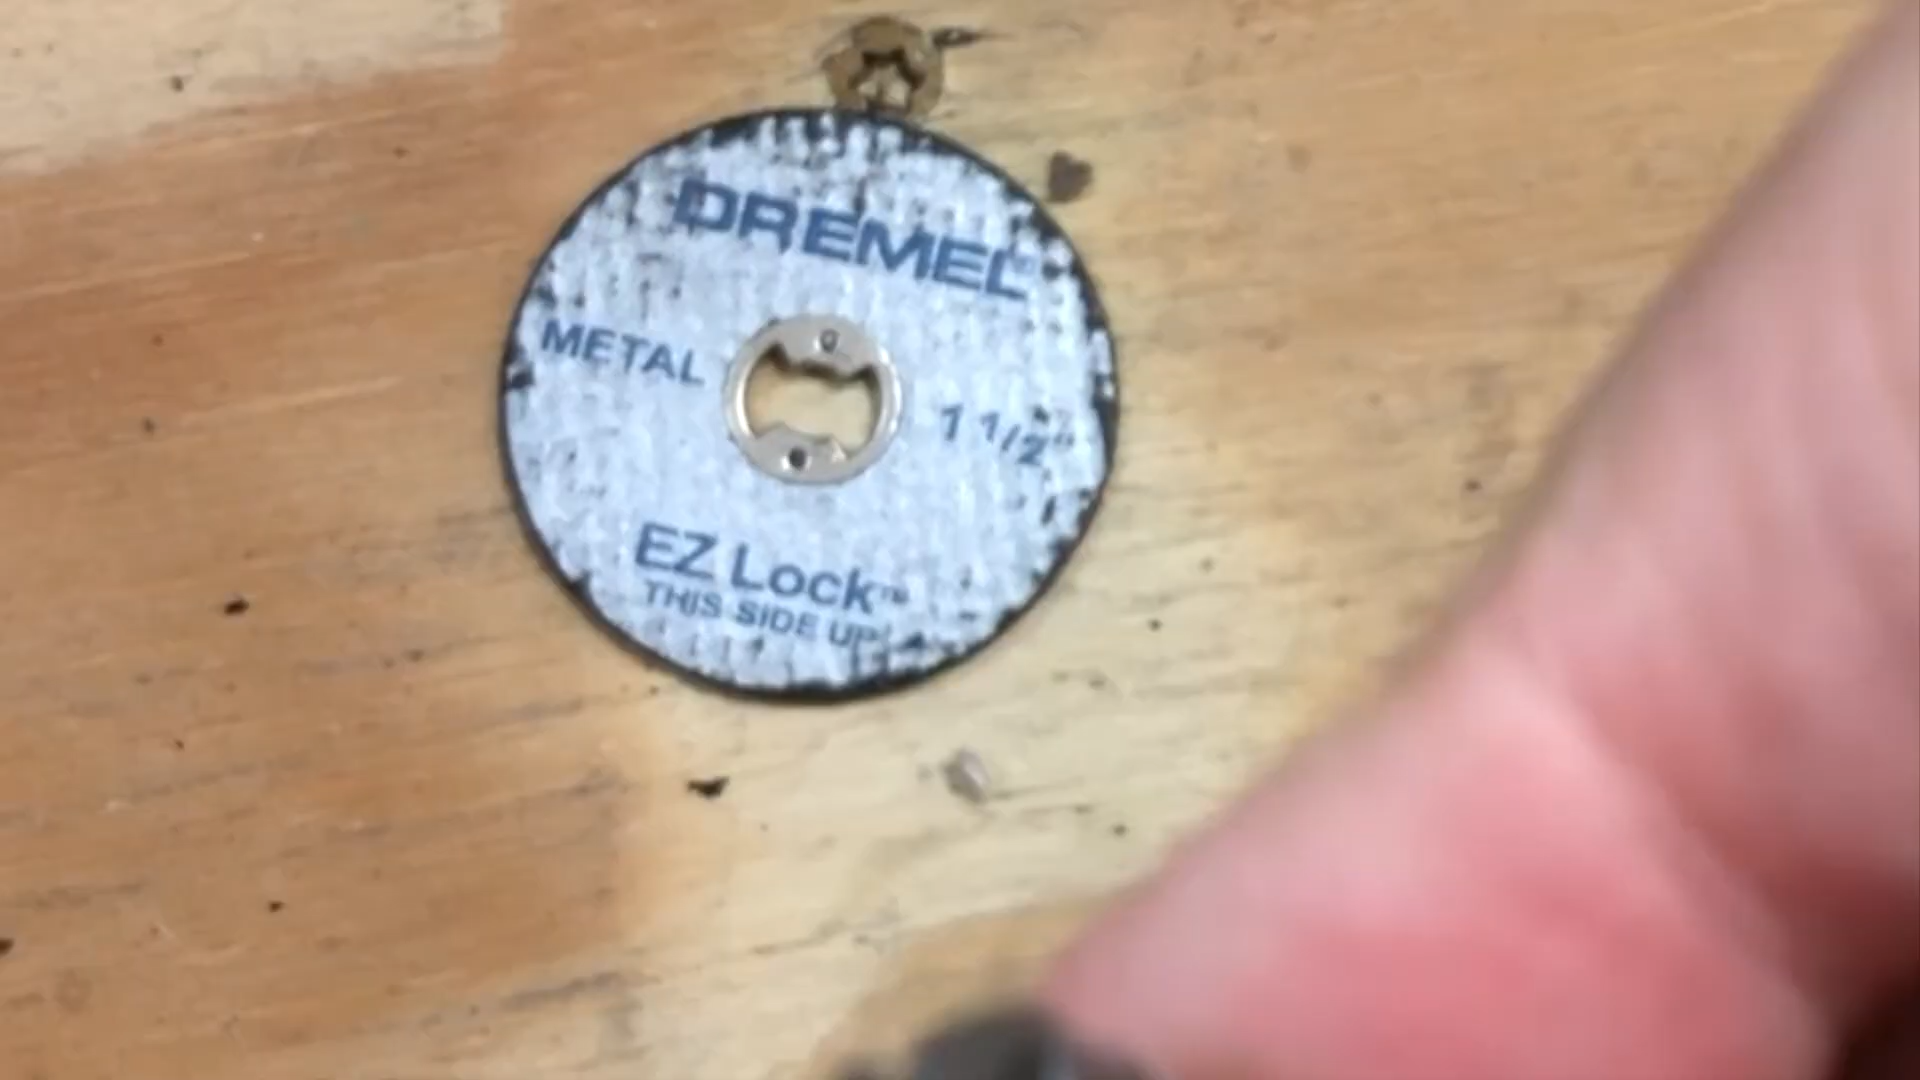 DREMEL®
METAL
1 1/2"
EZ Lock™
THIS SIDE UP